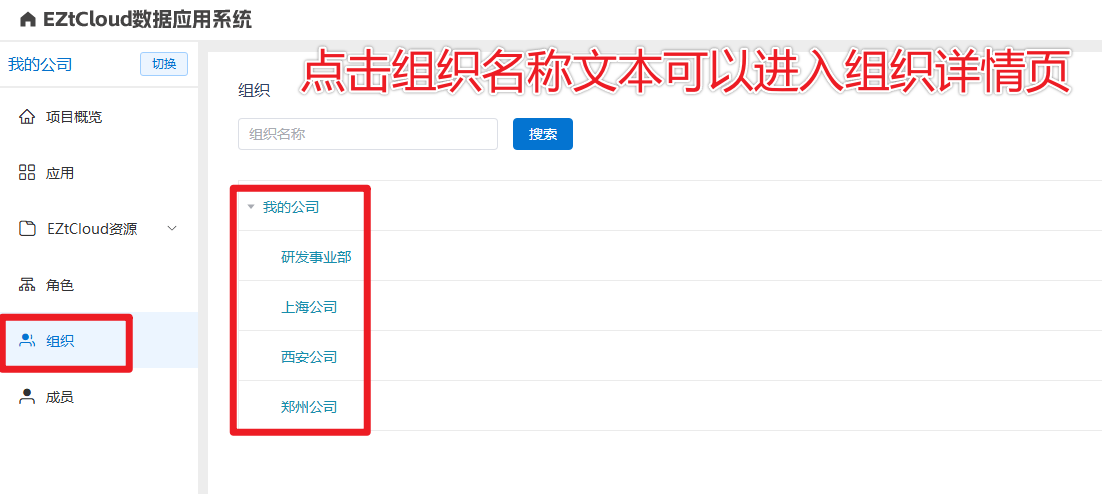 EZtCloud数据应用系统
我的公司 切换
点击组织名称文本可以进入组织详情页
组织
项目概览
组织名称 搜索
应用
我的公司
EZtCloud资源
研发事业部
角色
上海公司
组织
西安公司
成员
郑州公司